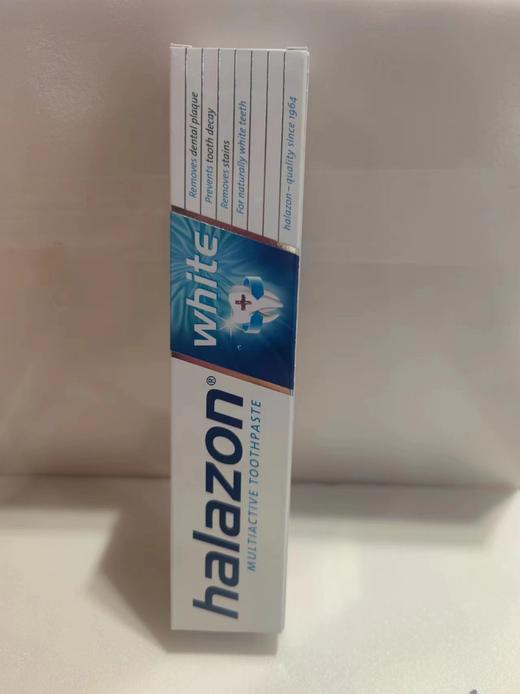 halazon®
MULTIACTIVE TOOTHPASTE
white
Removes dental plaque
Prevents tooth decay
Removes stains
For naturally white teeth
halazon – quality since 1964